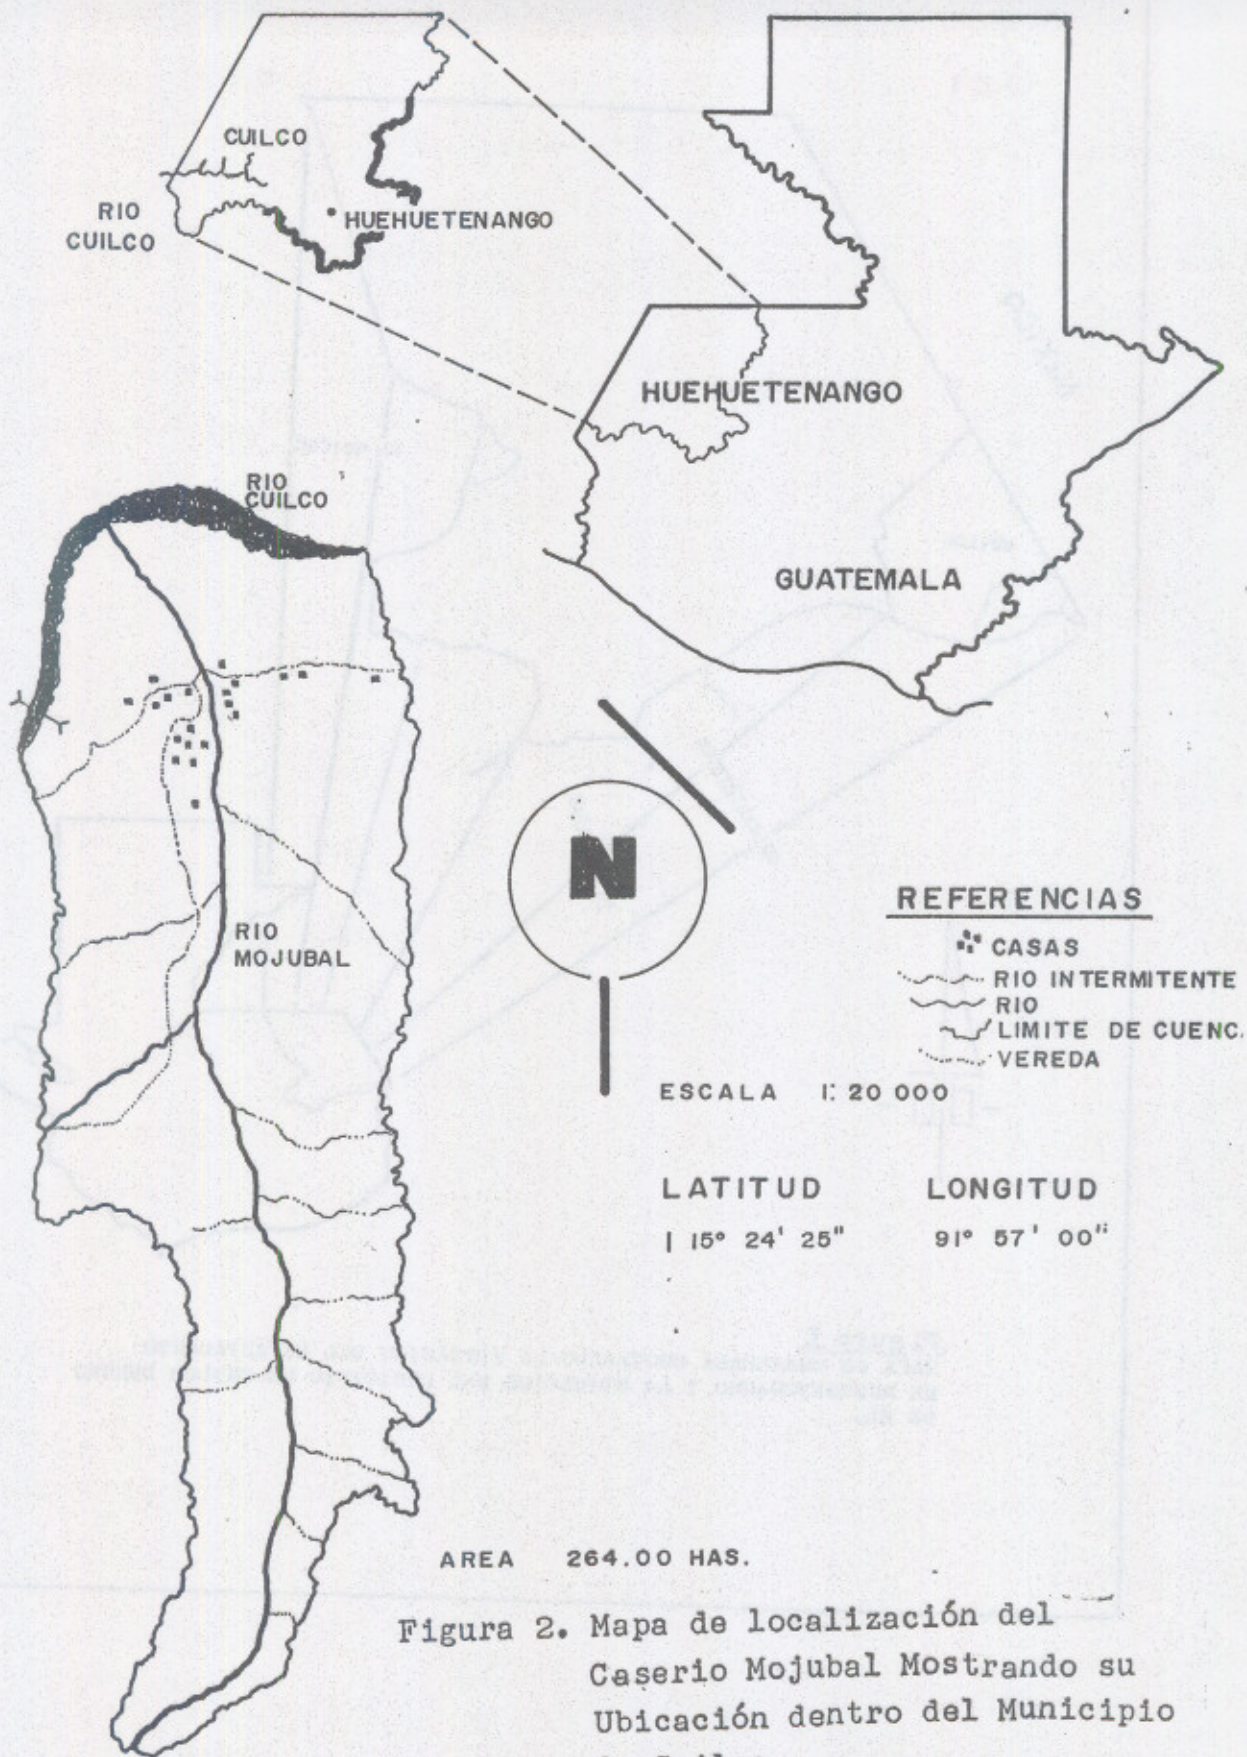 CUILCO
RIO
CUILCO
HUEHUETENANGO
HUEHUETENANGO
GUATEMALA
RIO
CUILCO
RIO
MOJUBAL
N
REFERENCIAS
CASAS
RIO INTERMITENTE
RIO
LIMITE DE CUENC.
VEREDA
ESCALA 1: 20 000
LATITUD LONGITUD
15° 24' 25" 91° 57' 00"
AREA 264.00 HAS.
Figura 2. Mapa de localización del
Caserio Mojubal Mostrando su
Ubicación dentro del Municipio